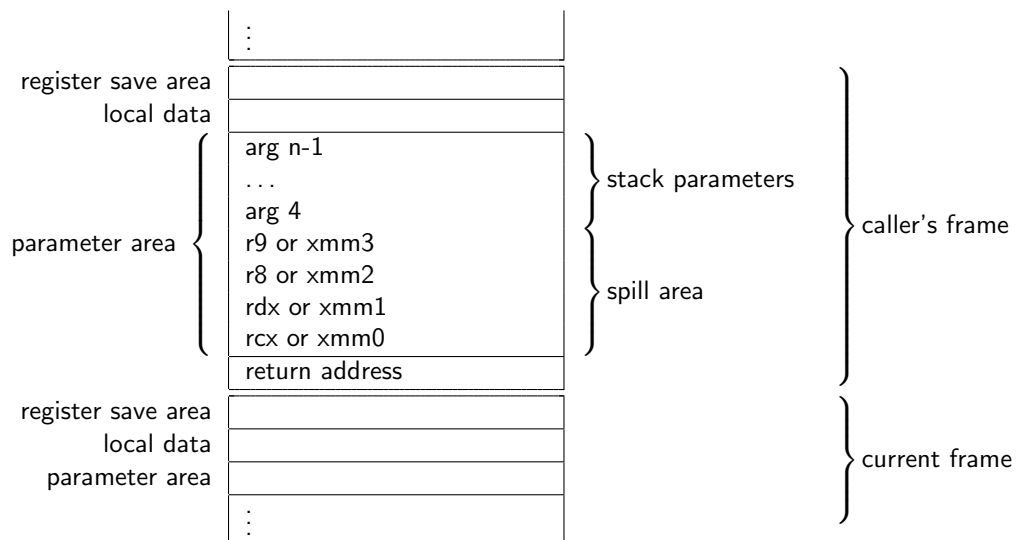 ⋮
register save area
local data
arg n-1
. . .
stack parameters
arg 4
caller's frame
parameter area
r9 or xmm3
r8 or xmm2
spill area
rdx or xmm1
rcx or xmm0
return address
register save area
local data
current frame
parameter area
⋮